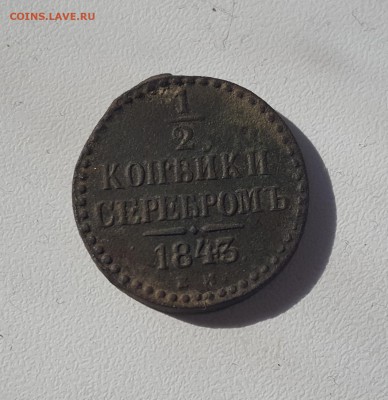 COINS.LAVE.RU
1
2
КОПѢЙКИ
СЕРЕБРОМЪ
1843